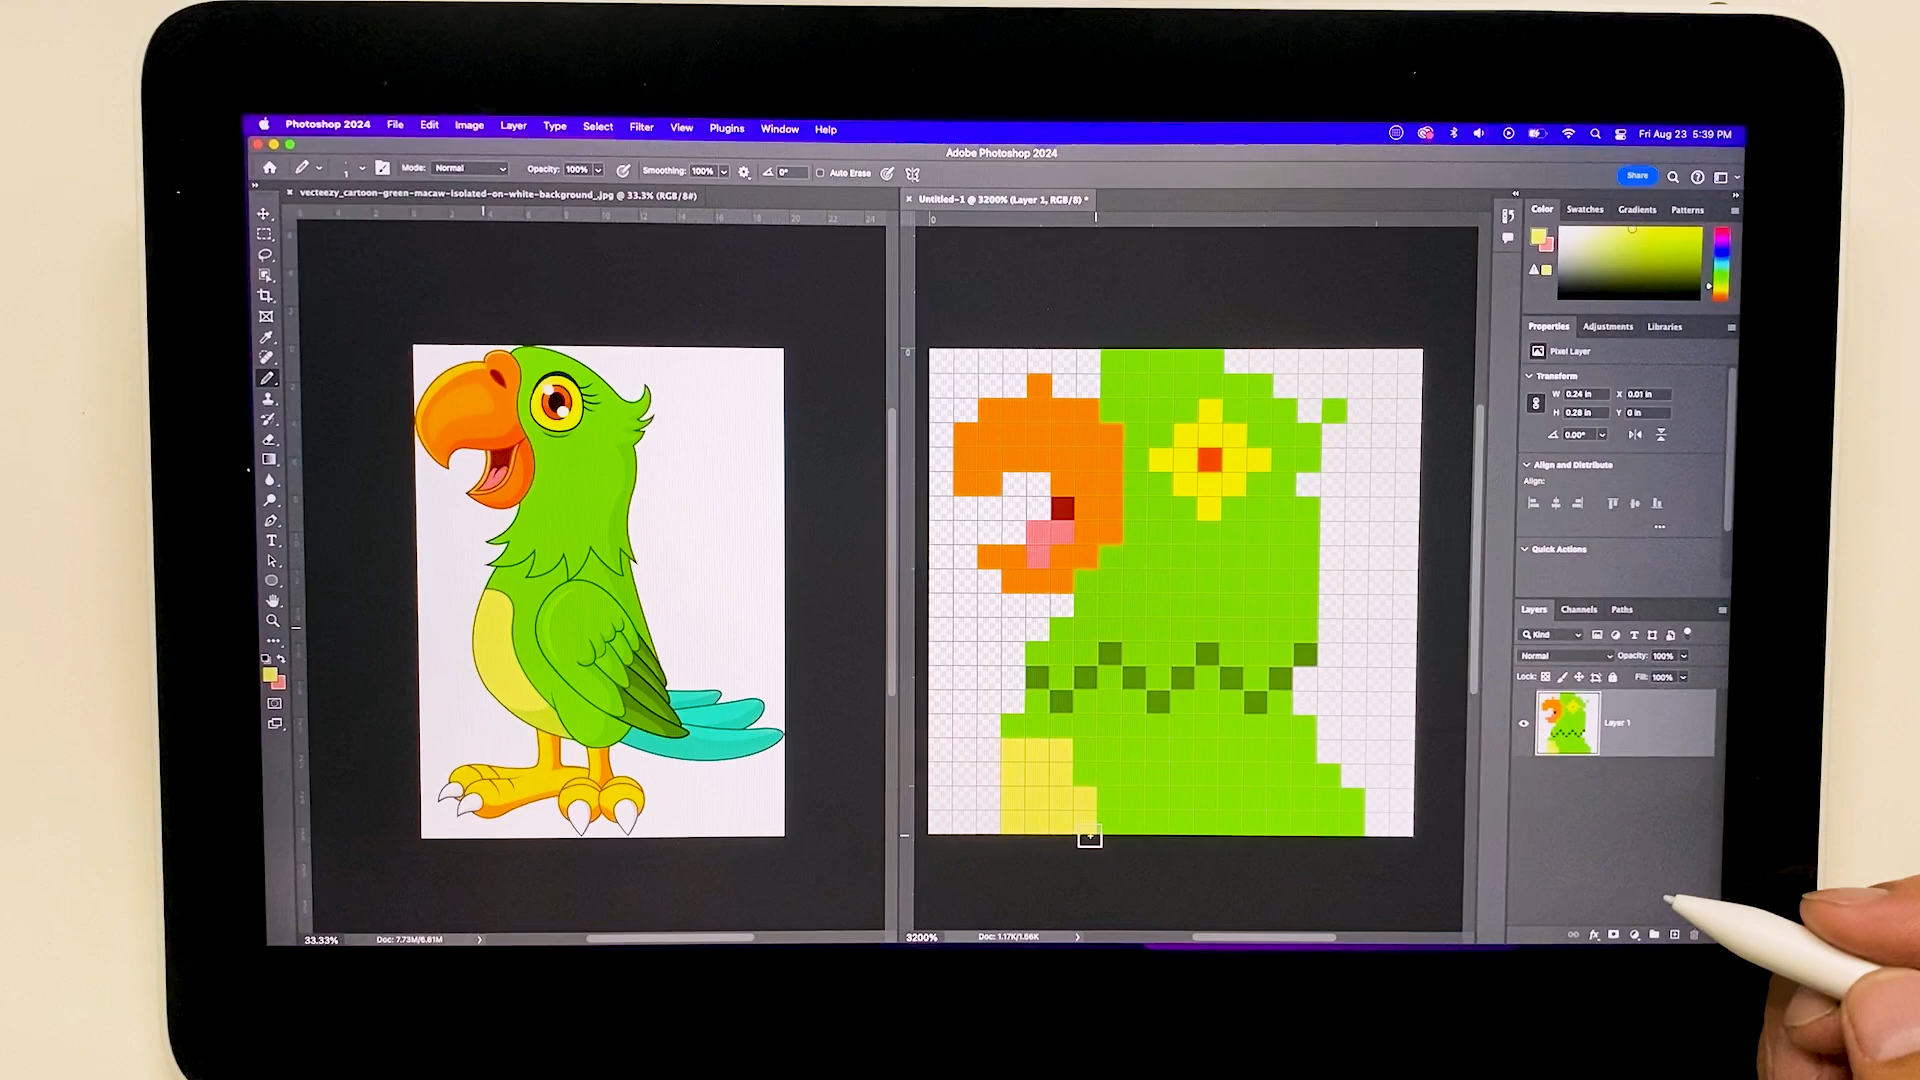 Photoshop 2024 File Edit Image Layer Type Select Filter View Plugins Window Help
Fri Aug 23 5:39 PM
Adobe Photoshop 2024
Mode: Normal Opacity: 100% Smoothing: 100% 0° Auto Erase
Share
vecteezy_cartoon-green-macaw-isolated-on-white-background_.jpg @ 33.3% (RGB/8#)
Untitled-1 @ 3200% (Layer 1, RGB/8) *
Color Swatches Gradients Patterns
Properties Adjustments Libraries
Pixel Layer
Transform
W 0.24 in X 0.01 in
H 0.28 in Y 0 in
0.00°
Align and Distribute
Align:
Quick Actions
Layers Channels Paths
Kind
Normal Opacity: 100%
Lock: Fill: 100%
Layer 1
33.33% Doc: 7.73M/6.61M
3200% Doc: 1.17K/1.56K